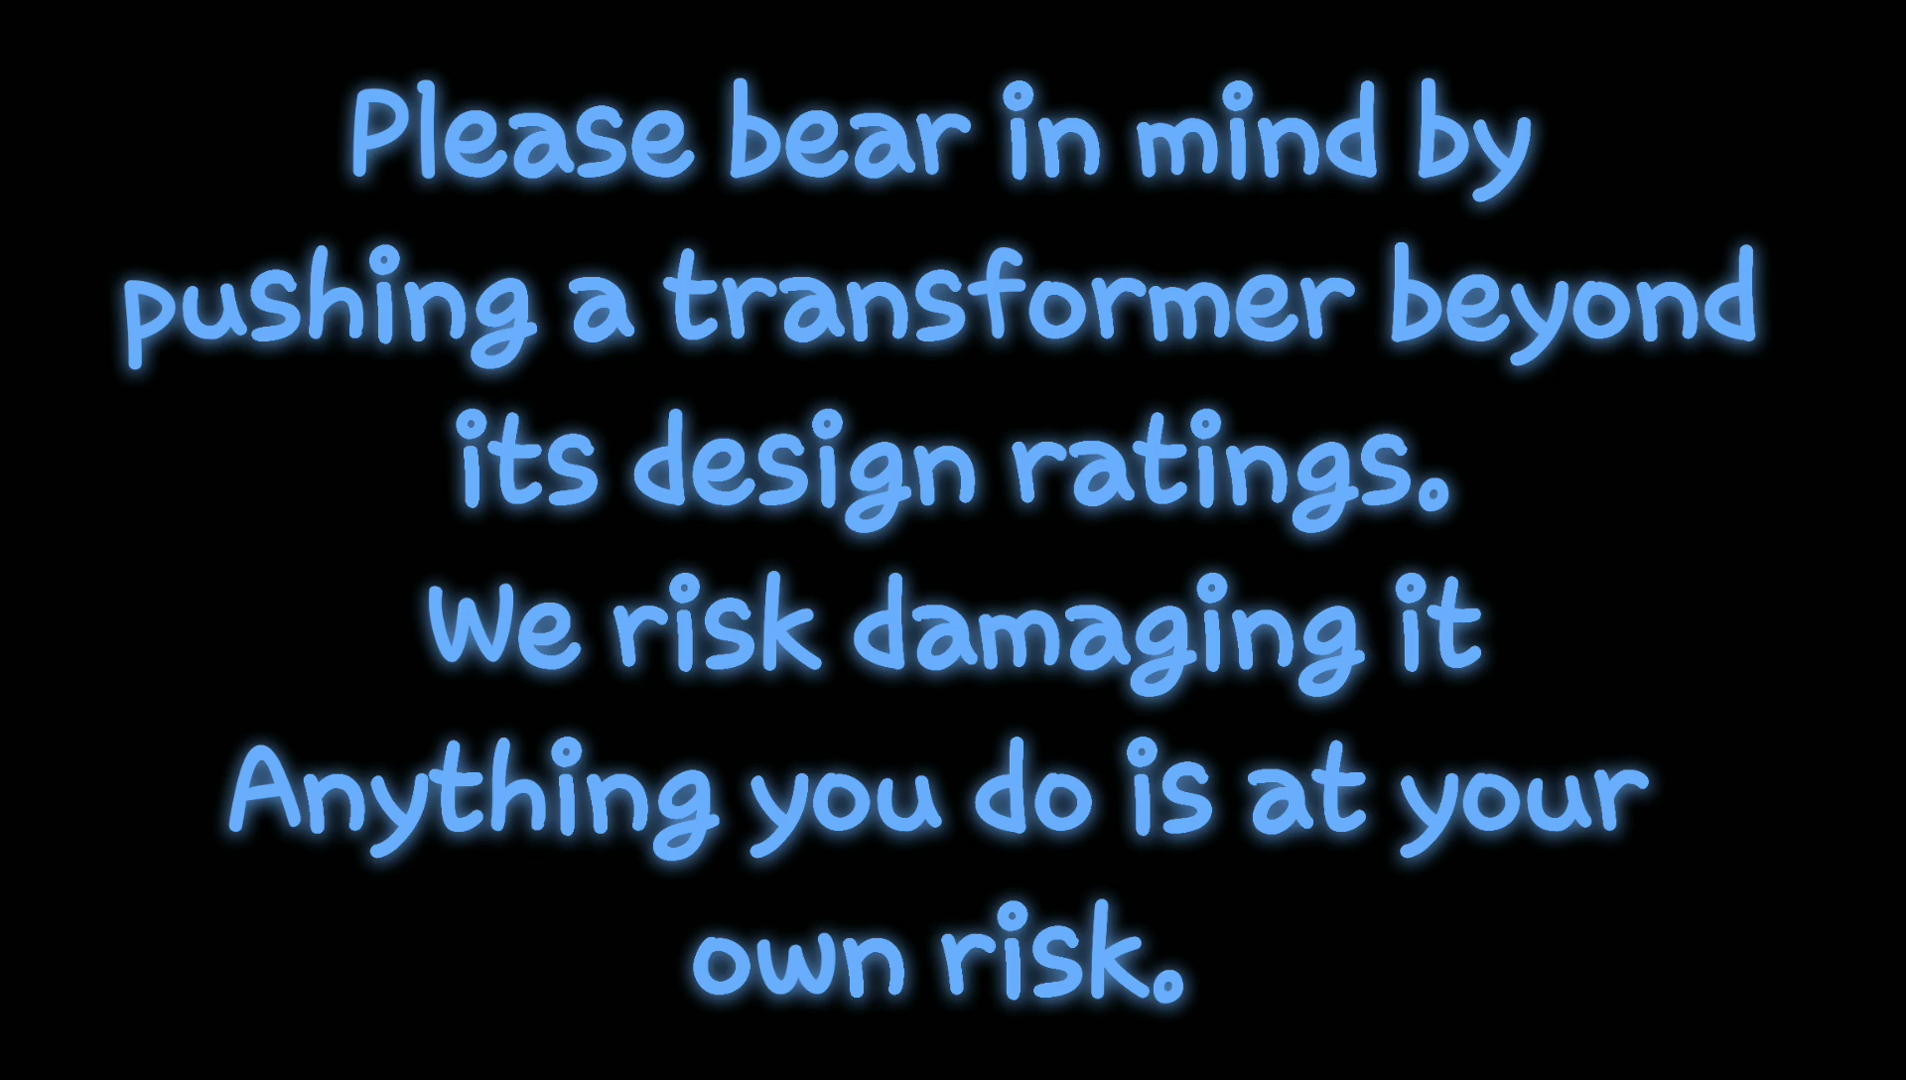 Please bear in mind by
pushing a transformer beyond
its design ratings.
We risk damaging it
Anything you do is at your
own risk.